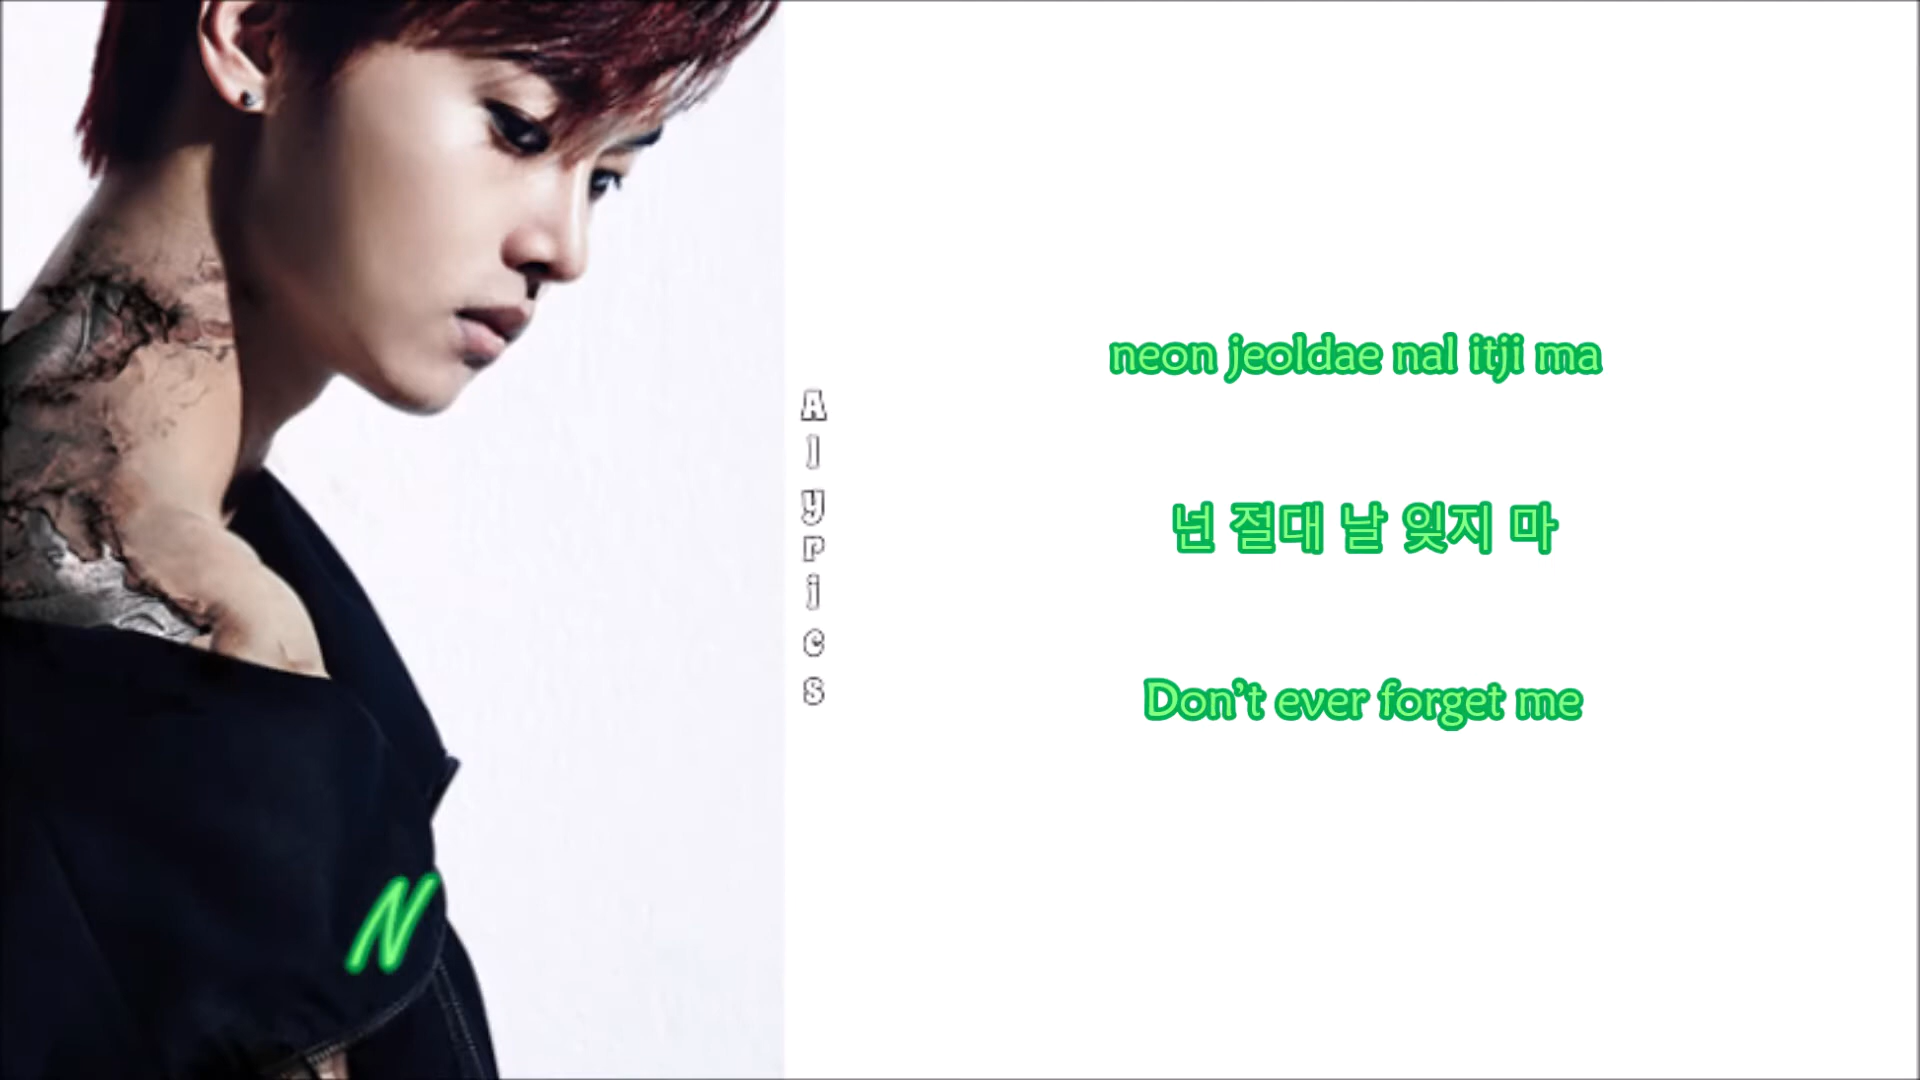 neon jeoldae nal itji ma
Alyrics
넌 절대 날 잊지 마
Don't ever forget me
N